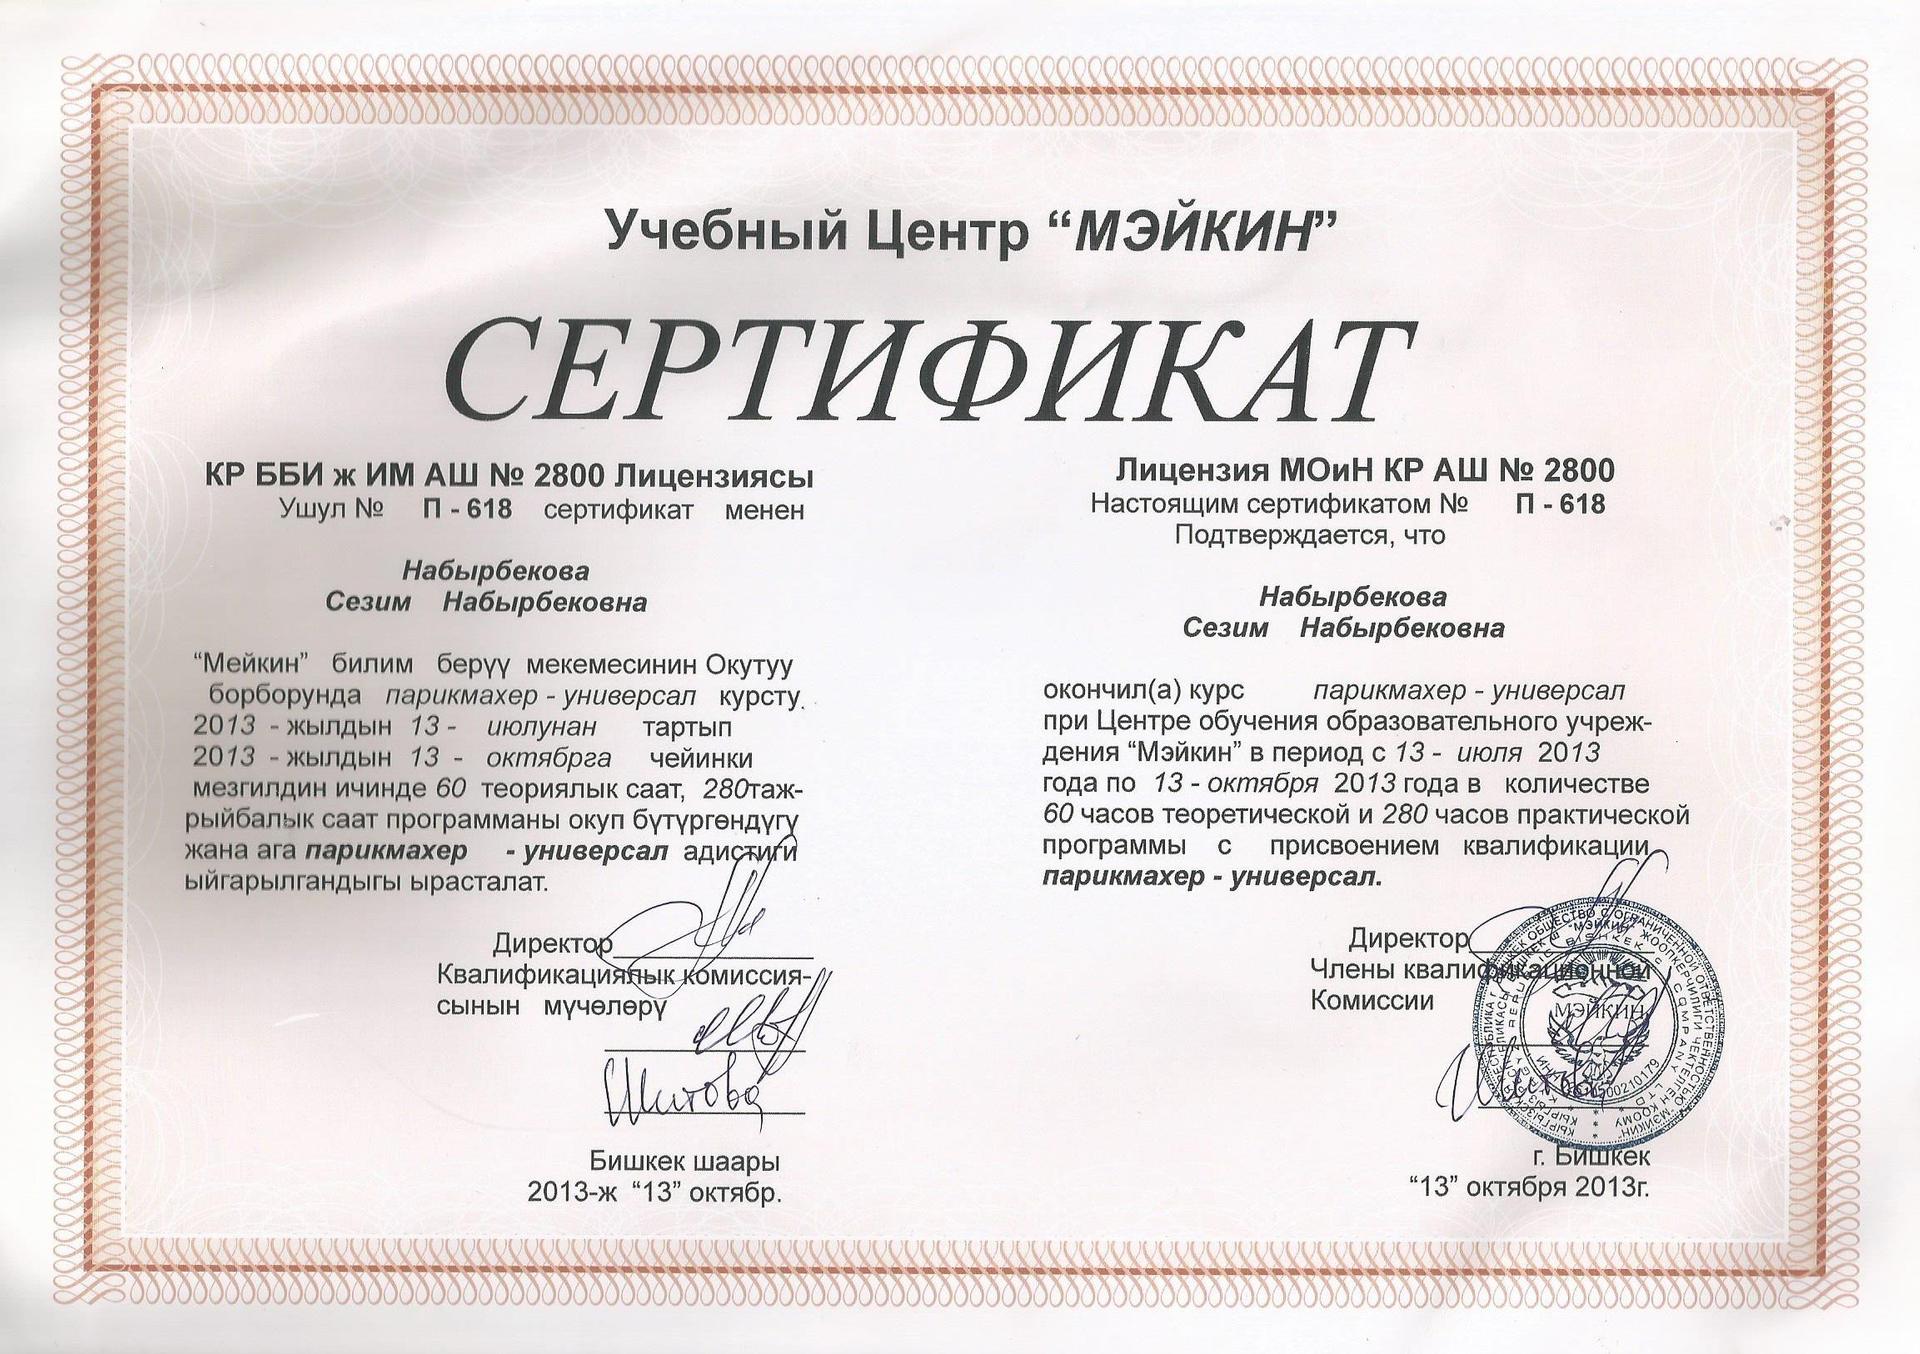 Учебный Центр “МЭЙКИН”
СЕРТИФИКАТ
КР ББИ ж ИМ АШ № 2800 Лицензиясы
Ушул № П - 618 сертификат менен
Набырбекова
Сезим Набырбековна
“Мейкин” билим берүү мекемесинин Окутуу
борборунда парикмахер - универсал курсту.
2013 - жылдын 13 - июлунан тартып
2013 - жылдын 13 - октябрга чейинки
мезгилдин ичинде 60 теориялык саат, 280таж-
рыйбалык саат программаны окуп бүтүргөндүгү
жана ага парикмахер - универсал адистиги
ыйгарылгандыгы ырасталат.
Директор
Квалификациялык комиссия-
сынын мүчөлөрү
Шитова
Бишкек шаары
2013-ж “13” октябр.
Лицензия МОиН КР АШ № 2800
Настоящим сертификатом № П - 618
Подтверждается, что
Набырбекова
Сезим Набырбековна
окончил(а) курс парикмахер - универсал
при Центре обучения образовательного учреж-
дения “Мэйкин” в период с 13 - июля 2013
года по 13 - октября 2013 года в количестве
60 часов теоретической и 280 часов практической
программы с присвоением квалификации
парикмахер - универсал.
Директор
Члены квалификационной
Комиссии
МЭЙКИН
г. Бишкек
“13” октября 2013г.